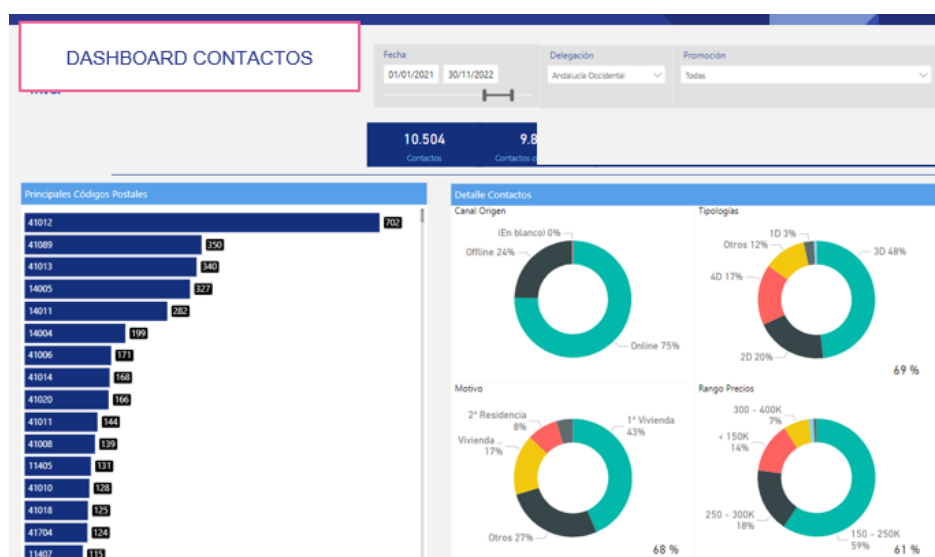 DASHBOARD CONTACTOS
Fecha
01/01/2021 30/11/2022
Delegación
Andalucía Occidental
Promoción
Todas
10.504
Contactos
9.8
Contactos
Principales Códigos Postales
41012 702
41089 350
41013 340
14005 327
14011 282
14004 199
41006 171
41014 168
41020 166
41011 144
41008 139
11405 131
41010 128
41018 125
41704 124
11407 115
Detalle Contactos
Canal Origen
(En blanco) 0%
Offline 24%
Online 75%
Tipologías
1D 3%
Otros 12%
3D 48%
4D 17%
2D 20%
69 %
Motivo
2ª Residencia
8%
1ª Vivienda
43%
Vivienda ..
17%
Otros 27%
68 %
Rango Precios
300 - 400K
7%
< 150K
14%
250 - 300K
18%
150 - 250K
59%
61 %